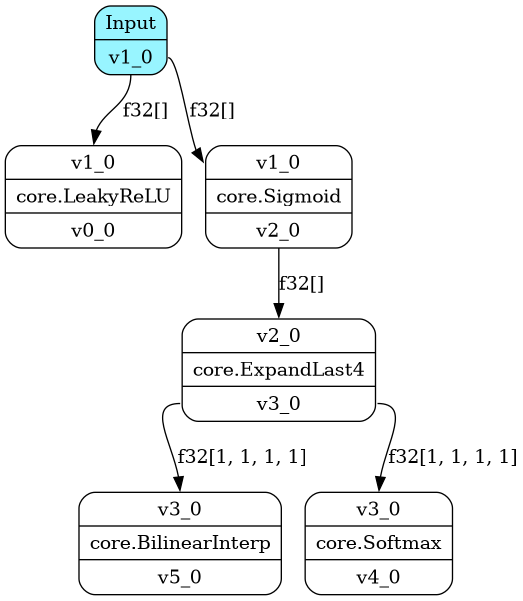 Input
v1_0
f32[]
f32[]
v1_0
core.LeakyReLU
v0_0
v1_0
core.Sigmoid
v2_0
f32[]
v2_0
core.ExpandLast4
v3_0
f32[1, 1, 1, 1]
f32[1, 1, 1, 1]
v3_0
core.BilinearInterp
v5_0
v3_0
core.Softmax
v4_0